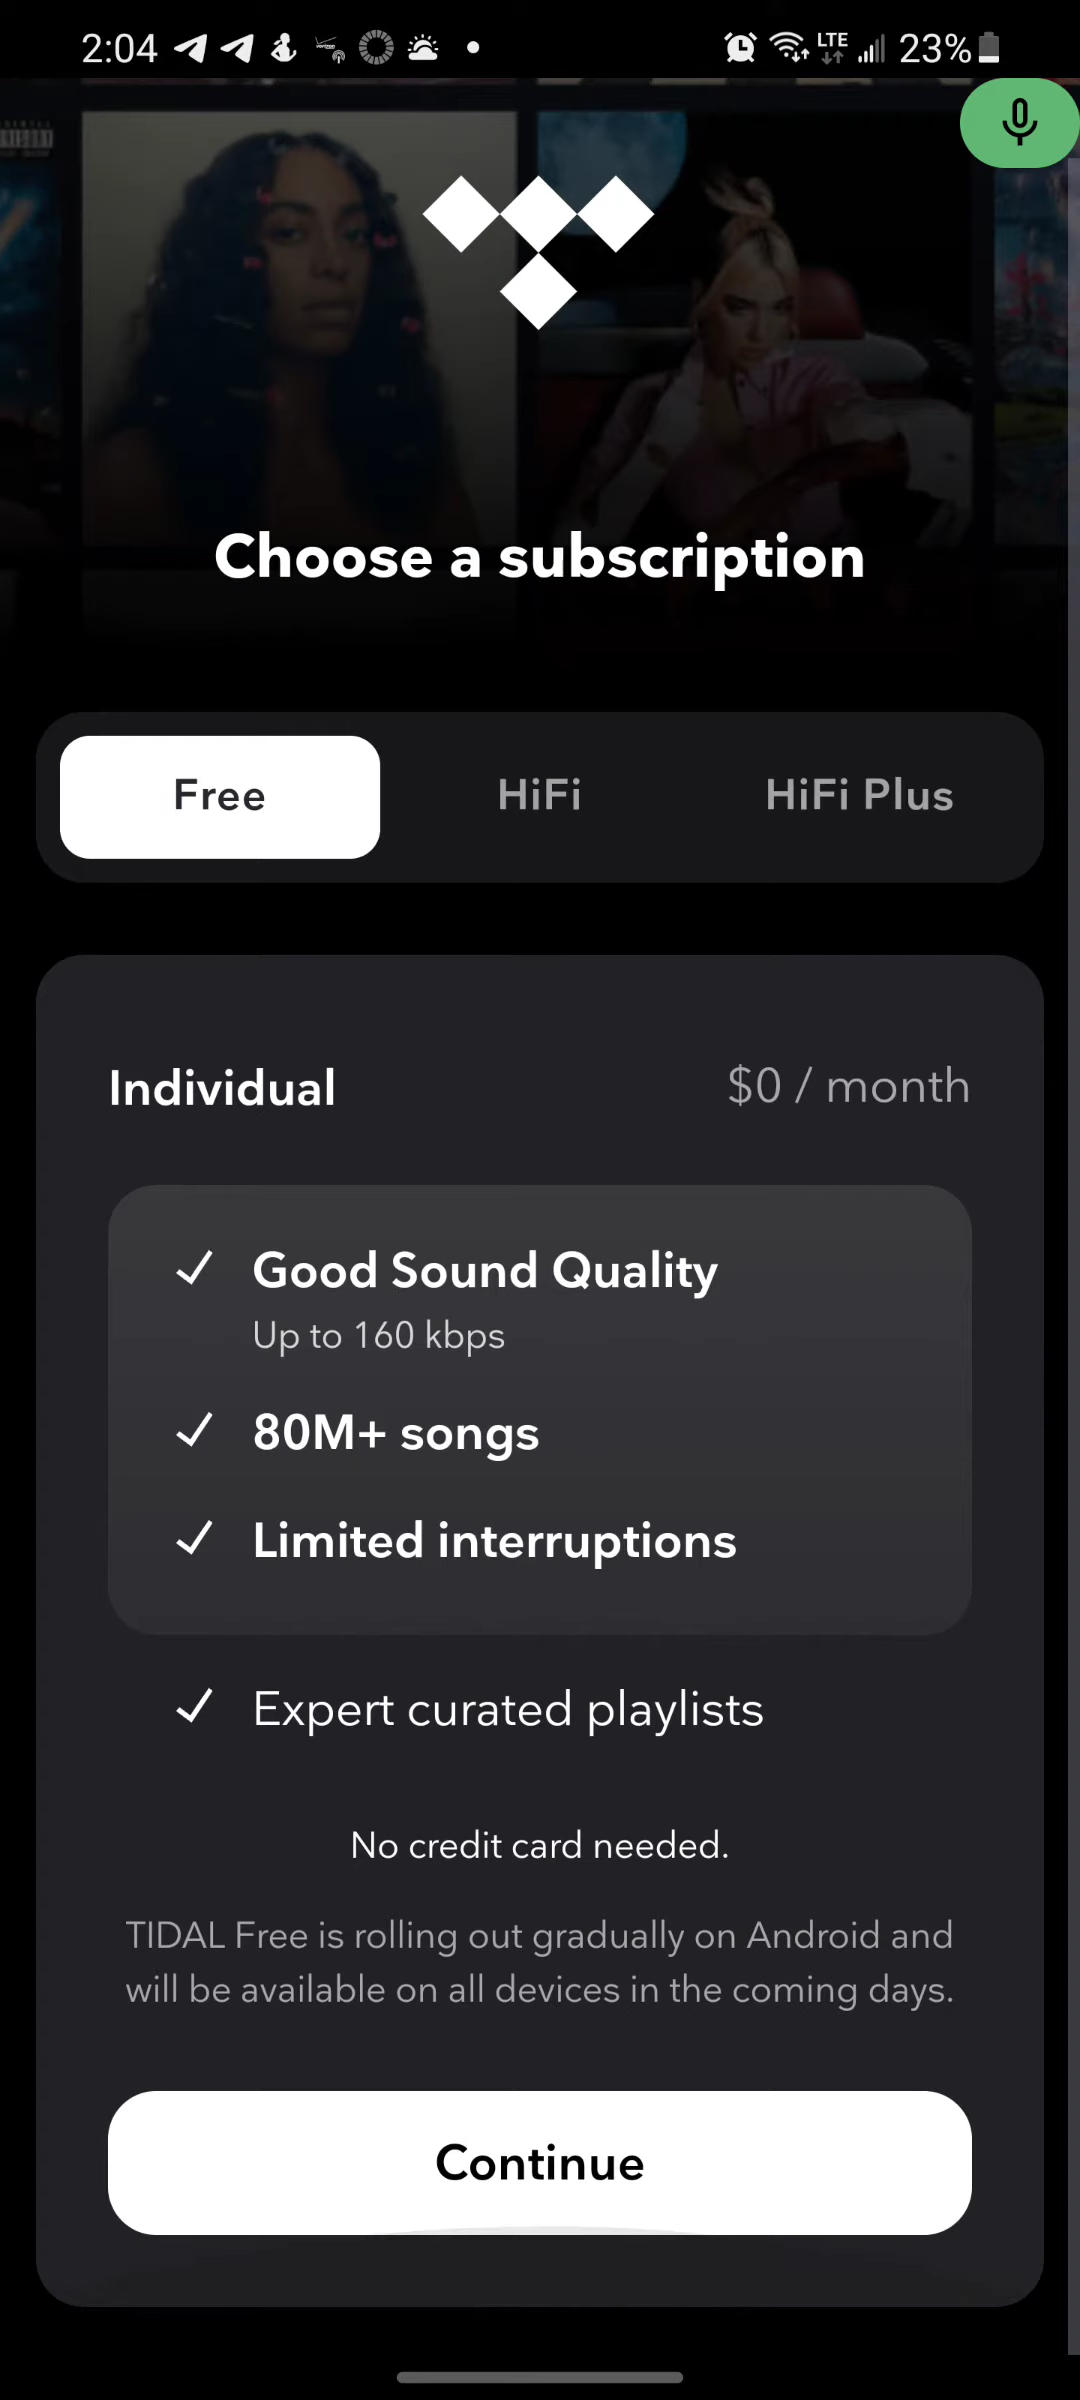 2:04
LTE
23%
Choose a subscription
Free
HiFi
HiFi Plus
Individual
$0 / month
Good Sound Quality
Up to 160 kbps
80M+ songs
Limited interruptions
Expert curated playlists
No credit card needed.
TIDAL Free is rolling out gradually on Android and
will be available on all devices in the coming days.
Continue